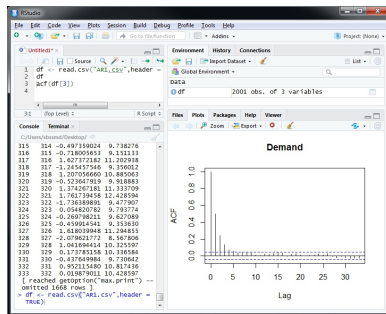 RStudio
File Edit Code View Plots Session Build Debug Profile Tools Help
Go to file/function
Addins
Project: (None)
Untitled1*
1 df <- read.csv("AR1.csv",header =
2 df
3 acf(df[3])
4
3:1 (Top Level) R Script
Console Terminal
C:/Users/sbound/Desktop/
315 314 -0.497359024 9.738276
316 315 -0.718005653 9.151133
317 316 1.627372182 11.202938
318 317 -1.245457546 9.356012
319 318 1.207056660 10.885063
320 319 -0.523647919 9.918883
321 320 1.374267181 11.333709
322 321 1.761739458 12.428594
323 322 -1.736389891 9.477907
324 323 0.054820782 9.793774
325 324 -0.269798211 9.627089
326 325 -0.459914541 9.353630
327 326 1.618039948 11.294855
328 327 -2.079621772 8.567806
329 328 1.041694414 10.325597
330 329 0.173785158 10.336584
331 330 -0.437649984 9.730642
332 331 0.952115480 10.817436
333 332 0.019879011 10.428597
[ reached getOption("max.print") --
omitted 1668 rows ]
> df <- read.csv("AR1.csv",header =
TRUE)
Environment History Connections
Import Dataset
List
Global Environment
Data
df 2001 obs. of 3 variables
Files Plots Packages Help Viewer
Zoom Export
Demand
ACF
0.0 0.2 0.4 0.6 0.8 1.0
0 5 10 15 20 25 30
Lag